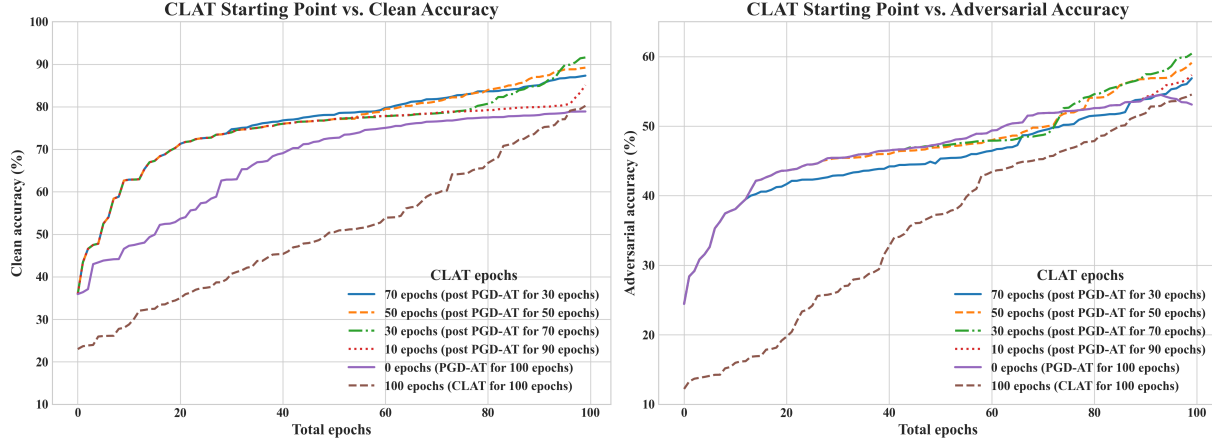 CLAT Starting Point vs. Clean Accuracy
100
90
80
70
60
50
40
30
20
10
Clean accuracy (%)
0
20
40
60
80
100
Total epochs
CLAT epochs
70 epochs (post PGD-AT for 30 epochs)
50 epochs (post PGD-AT for 50 epochs)
30 epochs (post PGD-AT for 70 epochs)
10 epochs (post PGD-AT for 90 epochs)
0 epochs (PGD-AT for 100 epochs)
100 epochs (CLAT for 100 epochs)
CLAT Starting Point vs. Adversarial Accuracy
60
50
40
30
20
10
Adversarial accuracy (%)
0
20
40
60
80
100
Total epochs
CLAT epochs
70 epochs (post PGD-AT for 30 epochs)
50 epochs (post PGD-AT for 50 epochs)
30 epochs (post PGD-AT for 70 epochs)
10 epochs (post PGD-AT for 90 epochs)
0 epochs (PGD-AT for 100 epochs)
100 epochs (CLAT for 100 epochs)